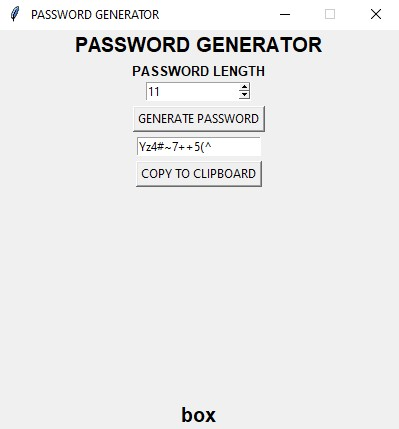 PASSWORD GENERATOR
PASSWORD GENERATOR
PASSWORD LENGTH
11
GENERATE PASSWORD
Yz4#~7++5(^
COPY TO CLIPBOARD
box